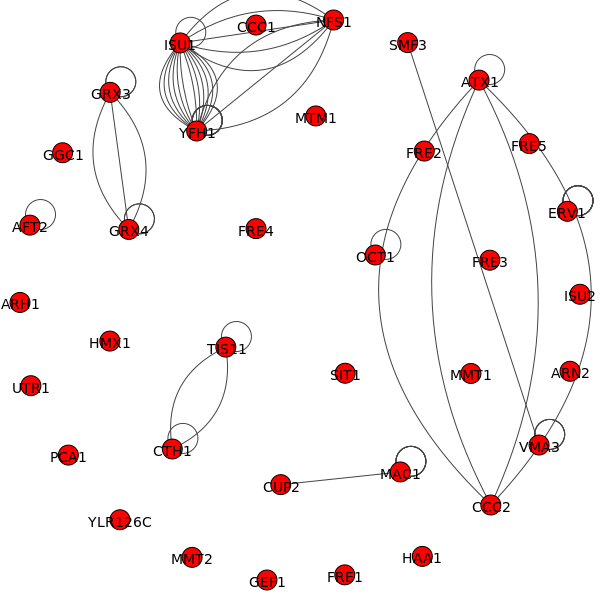 CCC1
NFS1
ISU1
SMF3
ATX1
GRX3
MTM1
YFH1
FRE5
GGC1
FRE2
ERV1
AFT2
GRX4
FRE4
OCT1
FRE3
ISU2
ARH1
HMX1
TIS11
SIT1
MMT1
ARN2
UTR1
VMA3
CTH1
PCA1
MAC1
CUP2
CCC2
YLR126C
MMT2
HAA1
GEF1
FRE1